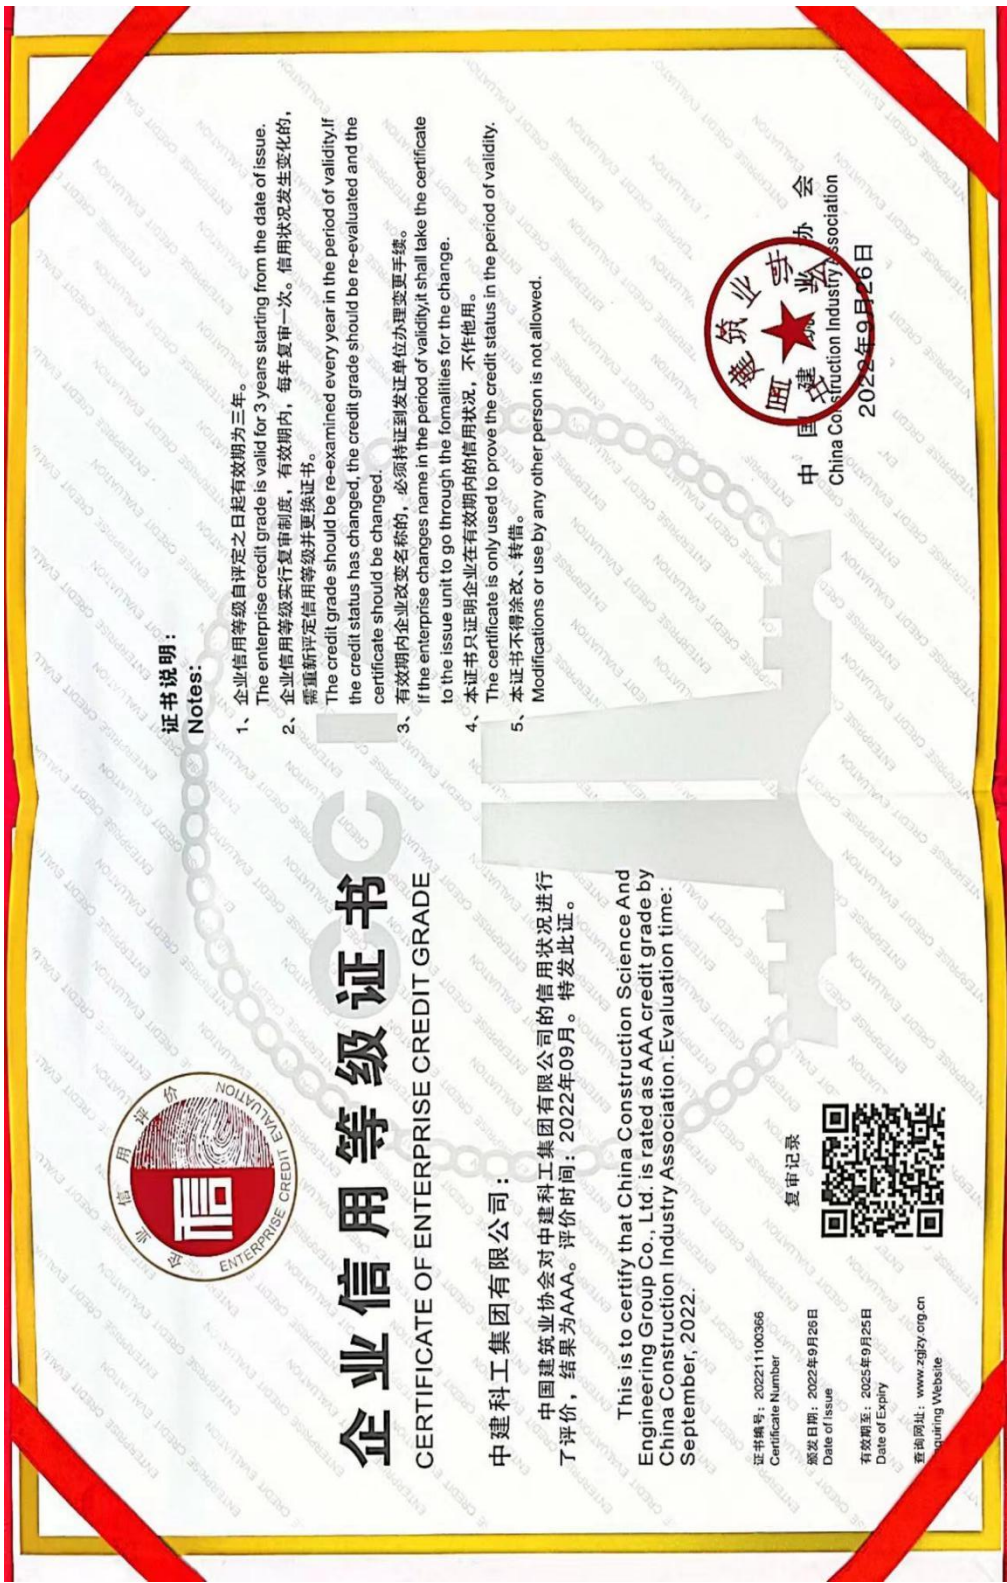 企业信用评价
信
ENTERPRISE CREDIT EVALUATION
企业信用等级证书
CERTIFICATE OF ENTERPRISE CREDIT GRADE
中建科工集团有限公司：
中国建筑业协会对中建科工集团有限公司的信用状况进行
了评价，结果为AAA。评价时间：2022年09月。特发此证。
This is to certify that China Construction Science And
Engineering Group Co., Ltd. is rated as AAA credit grade by
China Construction Industry Association.Evaluation time:
September, 2022.
证书编号：202211100366
Certificate Number
颁发日期：2022年9月26日
Date of Issue
有效期至：2025年9月25日
Date of Expiry
查询网址：www.zgjzy.org.cn
quiring Website
复审记录
证书说明：
Notes:
1、企业信用等级自评定之日起有效期为三年。
The enterprise credit grade is valid for 3 years starting from the date of issue.
2、企业信用等级实行复审制度，有效期内，每年复审一次。信用状况发生变化的，
需重新评定信用等级并更换证书。
The credit grade should be re-examined every year in the period of validity.If
the credit status has changed, the credit grade should be re-evaluated and the
certificate should be changed.
3、有效期内企业改变名称的，必须持证到发证单位办理变更手续。
If the enterprise changes name in the period of validity,it shall take the certificate
to the issue unit to go through the fomalities for the change.
4、本证书只证明企业在有效期内的信用状况，不作他用。
The certificate is only used to prove the credit status in the period of validity.
5、本证书不得涂改、转借。
Modifications or use by any other person is not allowed.
中国建筑业协会
China Construction Industry Association
2022年9月26日
中国建筑业协会